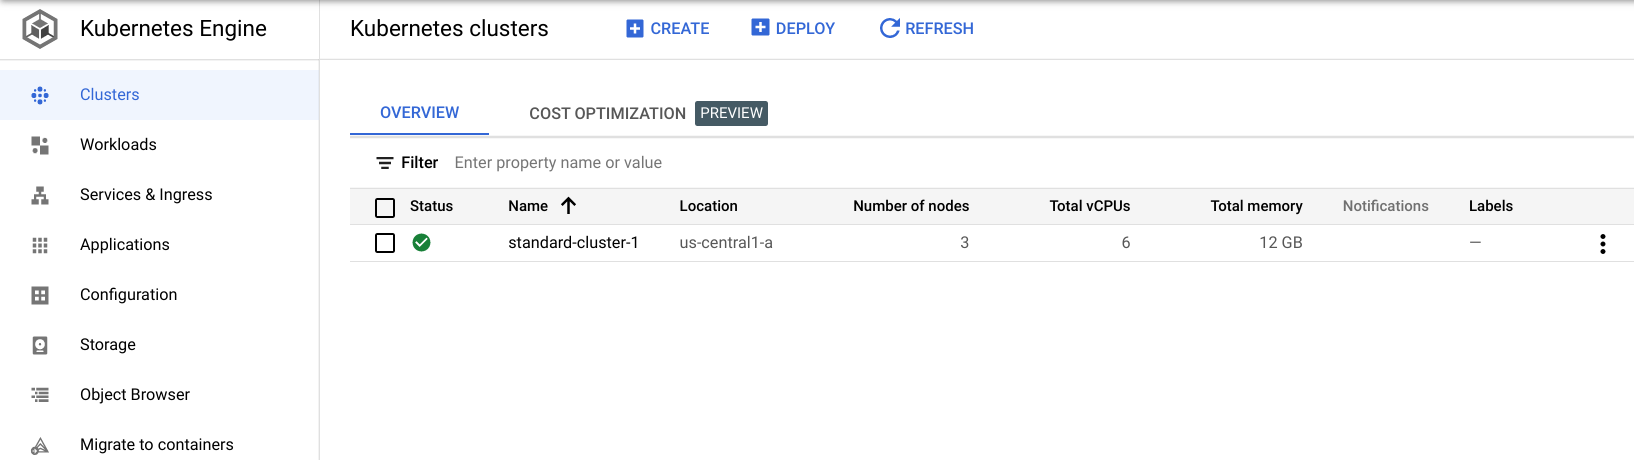 Kubernetes Engine
Kubernetes clusters
CREATE
DEPLOY
REFRESH
Clusters
Workloads
Services & Ingress
Applications
Configuration
Storage
Object Browser
Migrate to containers
OVERVIEW
COST OPTIMIZATION PREVIEW
Filter Enter property name or value
Status Name Location Number of nodes Total vCPUs Total memory Notifications Labels
standard-cluster-1 us-central1-a 3 6 12 GB —